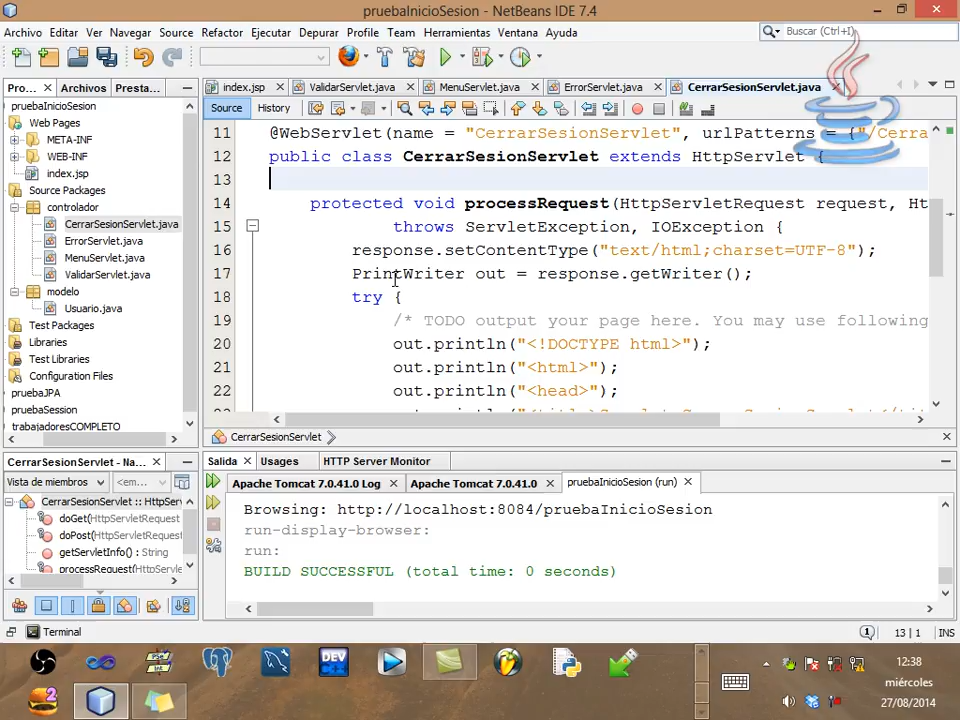 pruebaInicioSesion - NetBeans IDE 7.4
Archivo Editar Ver Navegar Source Refactor Ejecutar Depurar Profile Team Herramientas Ventana Ayuda
Buscar (Ctrl+I)
Pro... Archivos Presta...
index.jsp ValidarServlet.java MenuServlet.java ErrorServlet.java CerrarSesionServlet.java
Source History
pruebaInicioSesion
Web Pages
META-INF
WEB-INF
index.jsp
Source Packages
controlador
CerrarSesionServlet.java
ErrorServlet.java
MenuServlet.java
ValidarServlet.java
modelo
Usuario.java
Test Packages
Libraries
Test Libraries
Configuration Files
pruebaJPA
pruebaSession
trabajadoresCOMPLETO
11 @WebServlet(name = "CerrarSesionServlet", urlPatterns = {"/Cerra
12 public class CerrarSesionServlet extends HttpServlet {
13
14 protected void processRequest(HttpServletRequest request, Ht
15 throws ServletException, IOException {
16 response.setContentType("text/html;charset=UTF-8");
17 PrintWriter out = response.getWriter();
18 try {
19 /* TODO output your page here. You may use following
20 out.println("<!DOCTYPE html>");
21 out.println("<html>");
22 out.println("<head>");
CerrarSesionServlet
CerrarSesionServlet - Na...
Vista de miembros <em...
CerrarSesionServlet :: HttpServ
doGet(HttpServletRequest
doPost(HttpServletRequest
getServletInfo() : String
processRequest(HttpServle
Salida Usages HTTP Server Monitor
Apache Tomcat 7.0.41.0 Log Apache Tomcat 7.0.41.0 pruebaInicioSesion (run)
Browsing: http://localhost:8084/pruebaInicioSesion
run-display-browser:
run:
BUILD SUCCESSFUL (total time: 0 seconds)
Terminal
1 13 | 1 INS
12:38
miércoles
27/08/2014